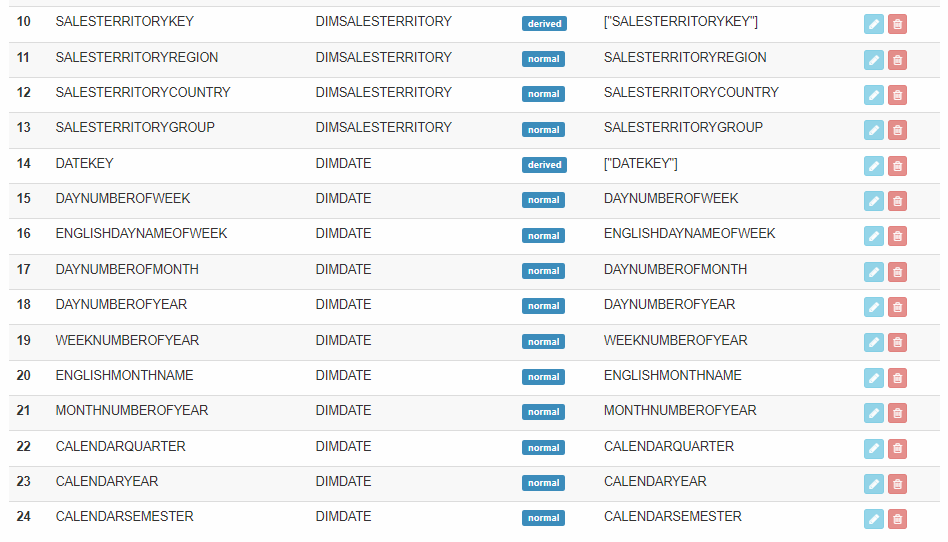 10 SALESTERRITORYKEY DIMSALESTERRITORY derived ["SALESTERRITORYKEY"]
11 SALESTERRITORYREGION DIMSALESTERRITORY normal SALESTERRITORYREGION
12 SALESTERRITORYCOUNTRY DIMSALESTERRITORY normal SALESTERRITORYCOUNTRY
13 SALESTERRITORYGROUP DIMSALESTERRITORY normal SALESTERRITORYGROUP
14 DATEKEY DIMDATE derived ["DATEKEY"]
15 DAYNUMBEROFWEEK DIMDATE normal DAYNUMBEROFWEEK
16 ENGLISHDAYNAMEOFWEEK DIMDATE normal ENGLISHDAYNAMEOFWEEK
17 DAYNUMBEROFMONTH DIMDATE normal DAYNUMBEROFMONTH
18 DAYNUMBEROFYEAR DIMDATE normal DAYNUMBEROFYEAR
19 WEEKNUMBEROFYEAR DIMDATE normal WEEKNUMBEROFYEAR
20 ENGLISHMONTHNAME DIMDATE normal ENGLISHMONTHNAME
21 MONTHNUMBEROFYEAR DIMDATE normal MONTHNUMBEROFYEAR
22 CALENDARQUARTER DIMDATE normal CALENDARQUARTER
23 CALENDARYEAR DIMDATE normal CALENDARYEAR
24 CALENDARSEMESTER DIMDATE normal CALENDARSEMESTER